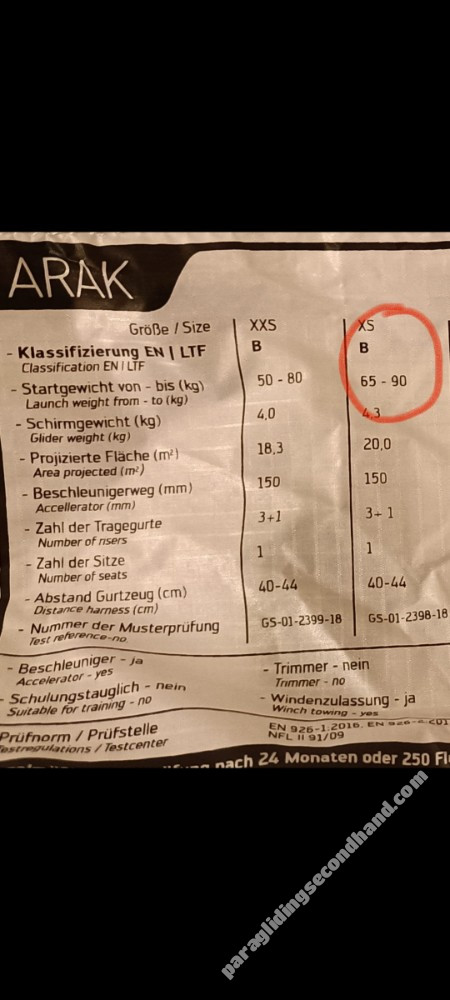 ARAK
Größe / Size XXS XS
- Klassifizierung EN | LTF B B
Classification EN | LTF
- Startgewicht von - bis (kg) 50 - 80 65 - 90
Launch weight from - to (kg)
- Schirmgewicht (kg) 4,0 4,3
Glider weight (kg)
- Projizierte Fläche (m²) 18,3 20,0
Area projected (m²)
- Beschleunigerweg (mm) 150 150
Accellerator (mm)
- Zahl der Tragegurte 3+1 3+1
Number of risers
- Zahl der Sitze 1 1
Number of seats
- Abstand Gurtzeug (cm) 40-44 40-44
Distance harness (cm)
- Nummer der Musterprüfung GS-01-2399-18 GS-01-2398-18
Test reference-no.
- Beschleuniger - ja - Trimmer - nein
Accelerator - yes Trimmer - no
- Schulungstauglich - nein - Windenzulassung - ja
Suitable for training - no Winch towing - yes
Prüfnorm / Prüfstelle EN 926-1:2016, EN
Testregulations / Testcenter NFL II 91/09
nach 24 Monaten oder 250
paraglidingsecondhand.com